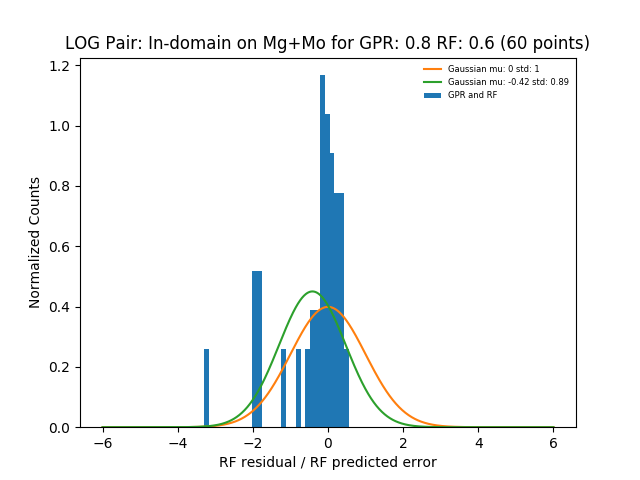 LOG Pair: In-domain on Mg+Mo for GPR: 0.8 RF: 0.6 (60 points)
Gaussian mu: 0 std: 1
Gaussian mu: -0.42 std: 0.89
GPR and RF
1.2
1.0
0.8
0.6
0.4
0.2
0.0
Normalized Counts
−6 −4 −2 0 2 4 6
RF residual / RF predicted error